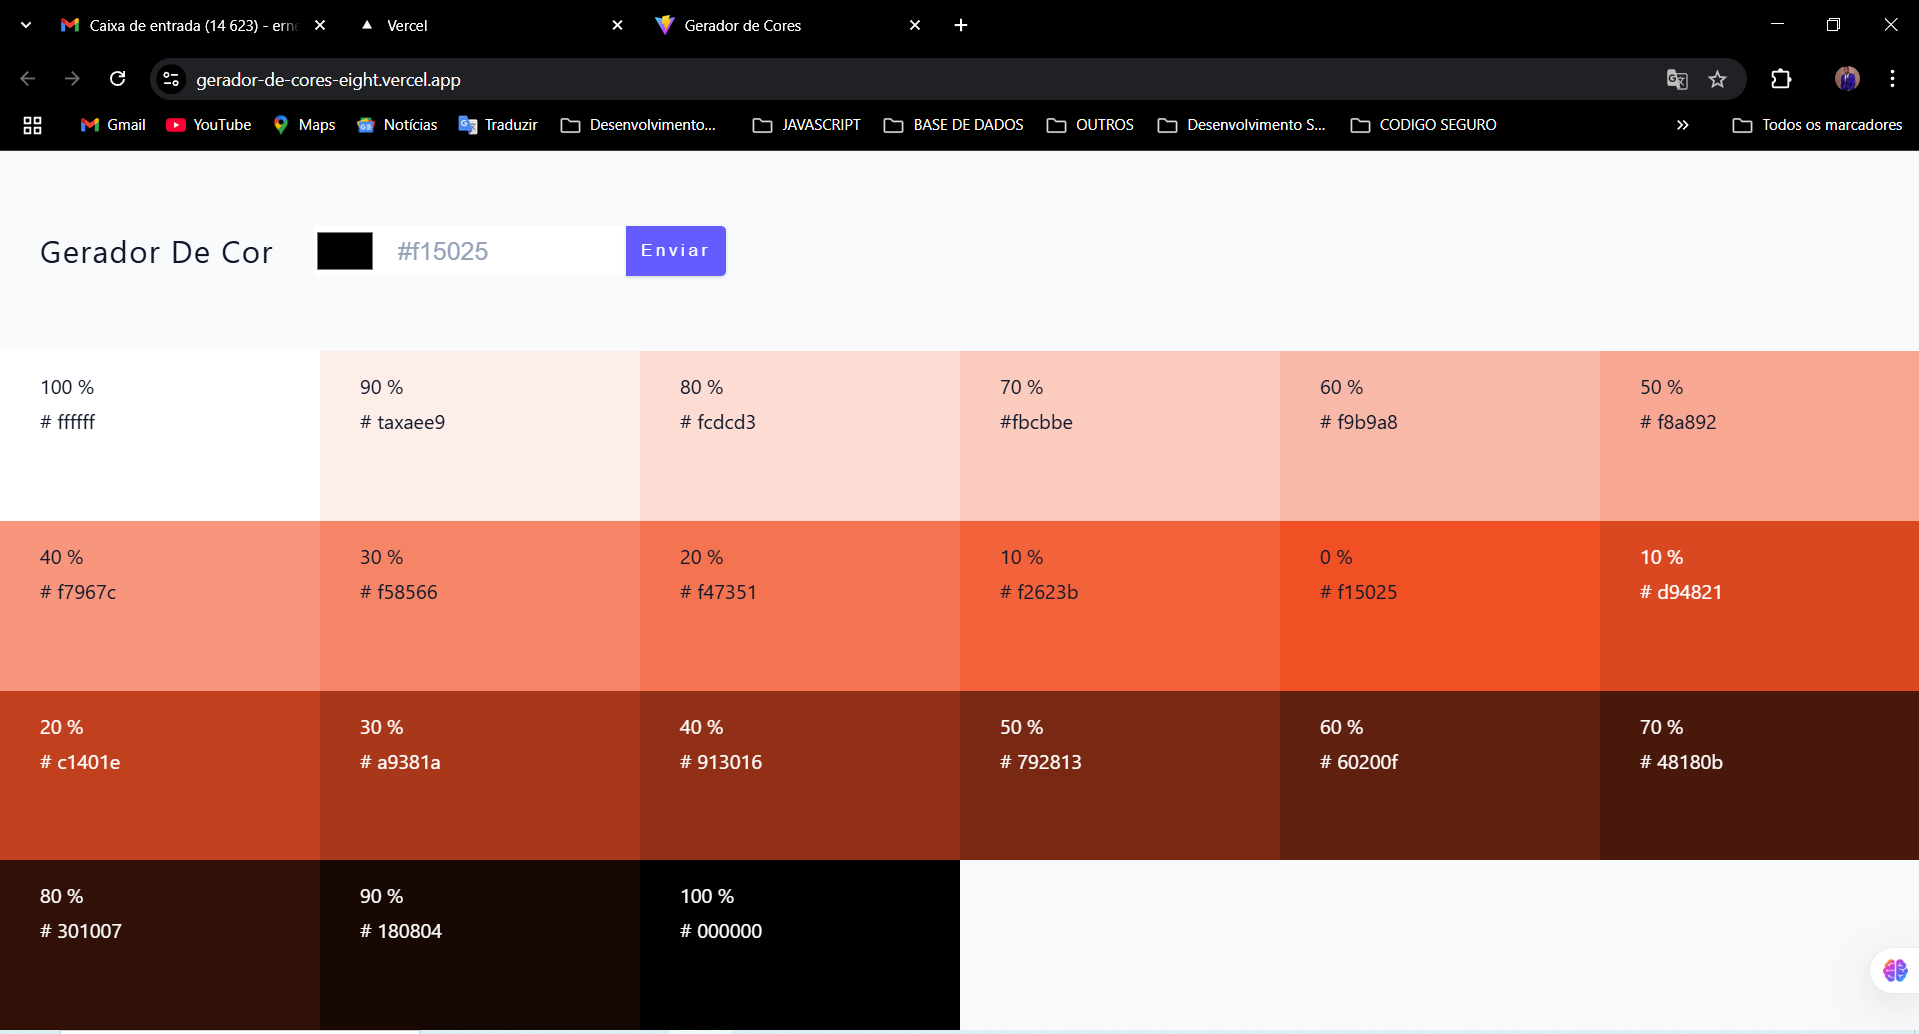 Caixa de entrada (14 623) - erne
Vercel
Gerador de Cores
gerador-de-cores-eight.vercel.app
Gmail YouTube Maps Notícias Traduzir Desenvolvimento... JAVASCRIPT BASE DE DADOS OUTROS Desenvolvimento S... CODIGO SEGURO » Todos os marcadores
Gerador De Cor #f15025 Enviar
100 % 90 % 80 % 70 % 60 % 50 %
# ffffff # taxaee9 # fcdcd3 #fbcbbe # f9b9a8 # f8a892
40 % 30 % 20 % 10 % 0 % 10 %
# f7967c # f58566 # f47351 # f2623b # f15025 # d94821
20 % 30 % 40 % 50 % 60 % 70 %
# c1401e # a9381a # 913016 # 792813 # 60200f # 48180b
80 % 90 % 100 %
# 301007 # 180804 # 000000